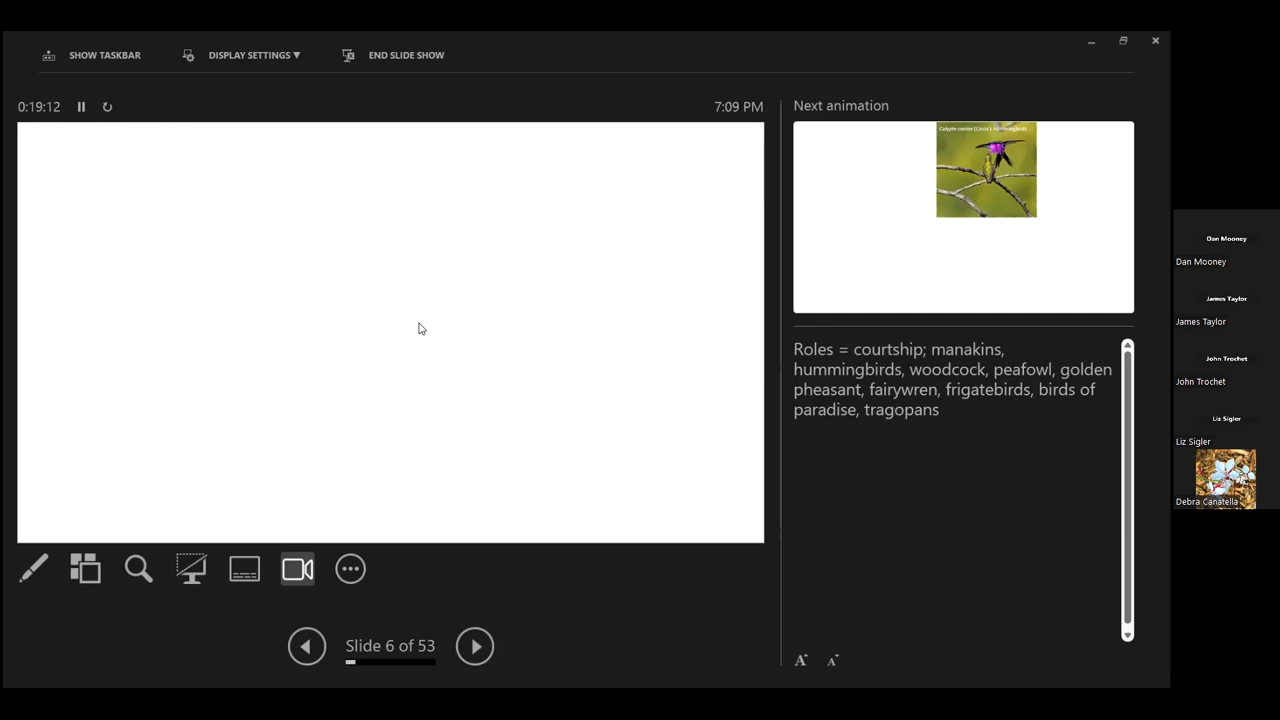 SHOW TASKBAR
DISPLAY SETTINGS ▼
END SLIDE SHOW
0:19:12
7:09 PM
Next animation
Calypte costae (Costa's hummingbird)
Roles = courtship; manakins,
hummingbirds, woodcock, peafowl, golden
pheasant, fairywren, frigatebirds, birds of
paradise, tragopans
Slide 6 of 53
A
A
Dan Mooney
Dan Mooney
James Taylor
James Taylor
John Trochet
John Trochet
Liz Sigler
Liz Sigler
Debra Canatella